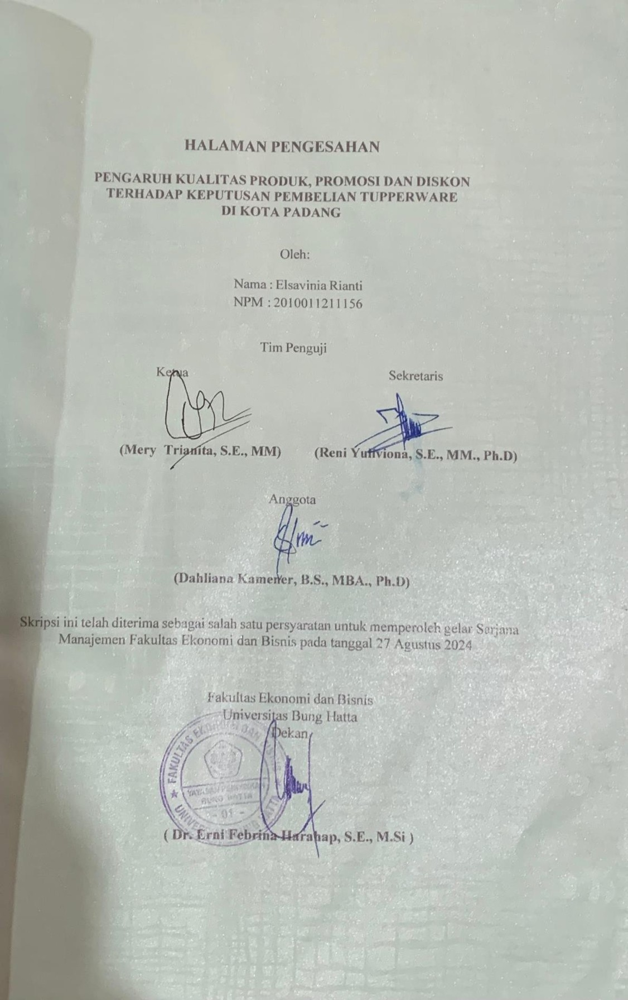 HALAMAN PENGESAHAN
PENGARUH KUALITAS PRODUK, PROMOSI DAN DISKON
TERHADAP KEPUTUSAN PEMBELIAN TUPPERWARE
DI KOTA PADANG
Oleh:
Nama : Elsavinia Rianti
NPM : 2010011211156
Tim Penguji
Ketua
Sekretaris
(Mery Trianita, S.E., MM)
(Reni Yuliviona, S.E., MM., Ph.D)
Anggota
(Dahliana Kamener, B.S., MBA., Ph.D)
Skripsi ini telah diterima sebagai salah satu persyaratan untuk memperoleh gelar Sarjana
Manajemen Fakultas Ekonomi dan Bisnis pada tanggal 27 Agustus 2024
Fakultas Ekonomi dan Bisnis
Universitas Bung Hatta
Dekan
FAKULTAS EKONOMI DAN BISNIS
YAYASAN PENDIDIKAN
BUNG HATTA
- 01 -
UNIVERSITAS BUNG HATTA
( Dr. Erni Febrina Harahap, S.E., M.Si )